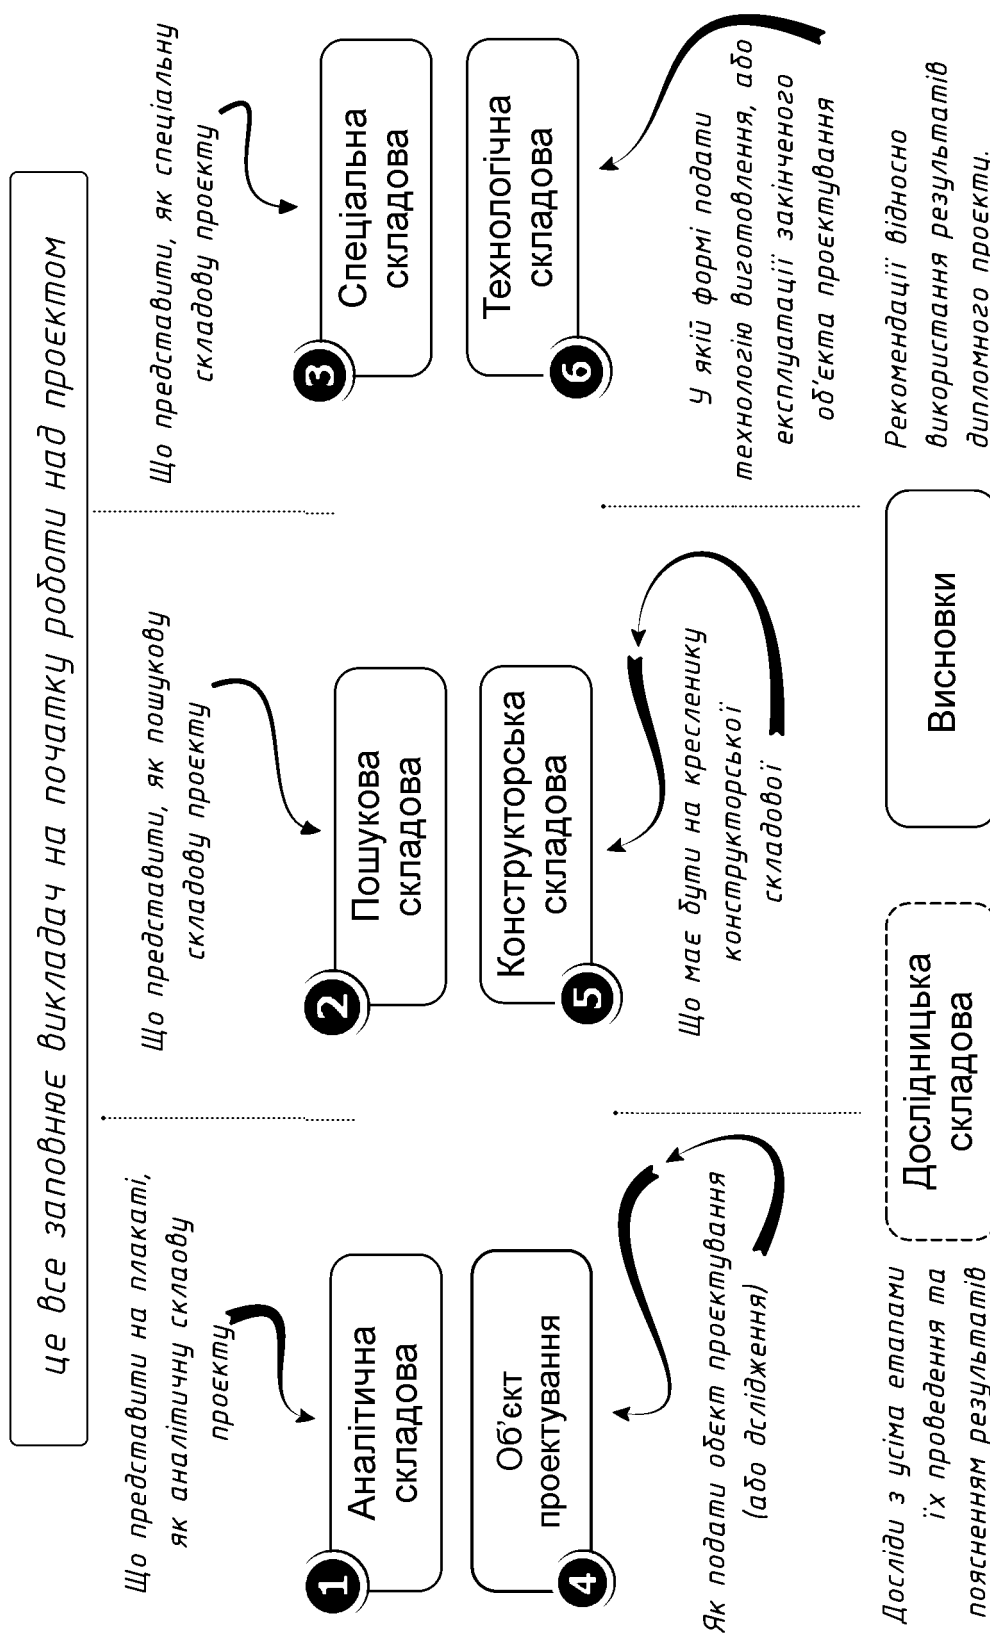 це все заповнює викладач на початку роботи над проектом
Що представити на плакаті,
як аналітичну склаову
проекту
1
Аналітична
складова
Що представити, як пошукову
складову проекту
2
Пошукова
складова
Що представити, як спеціальну
складову проекту
3
Спеціальна
складова
4
Об'єкт
проектування
Як подати обект проектування
(або дслідження)
5
Конструкторська
складова
Що має бути на кресленику
конструкторської
складової
6
Технологічна
складова
У якій формі подати
технологію виготовлення, або
експлуатації закінченого
об'єкта проектування
Досліди з усіма етапами
їх проведення та
поясненням результатів
Дослідницька
складова
Висновки
Рекомендації відносно
використання результатів
дипломного проекту.